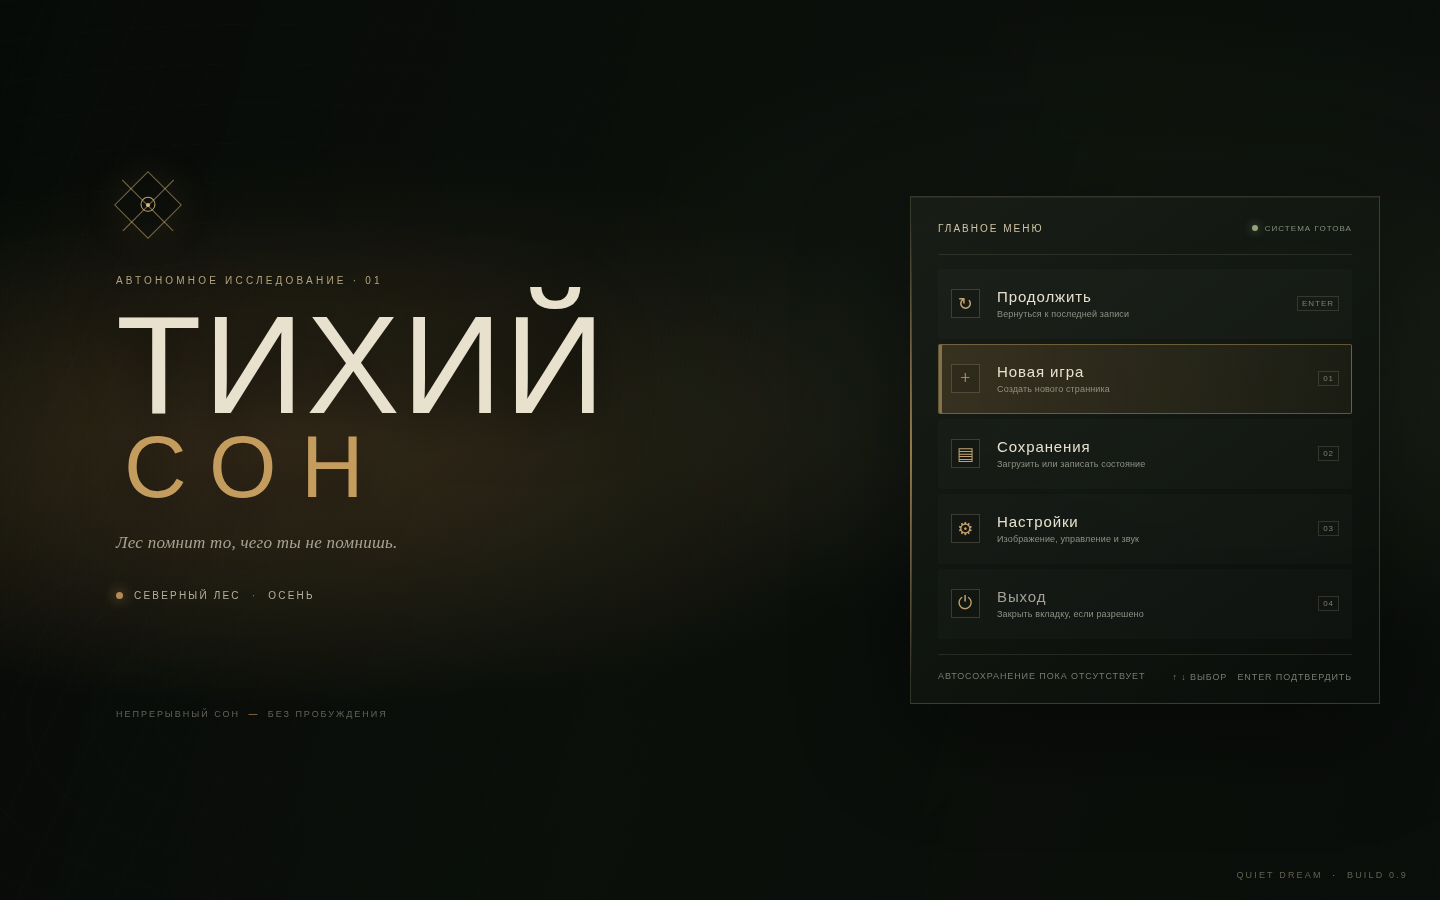 АВТОНОМНОЕ ИССЛЕДОВАНИЕ · 01
ТИХИЙ
СОН
Лес помнит то, чего ты не помнишь.
СЕВЕРНЫЙ ЛЕС · ОСЕНЬ
НЕПРЕРЫВНЫЙ СОН — БЕЗ ПРОБУЖДЕНИЯ
ГЛАВНОЕ МЕНЮ
СИСТЕМА ГОТОВА
Продолжить
Вернуться к последней записи
ENTER
Новая игра
Создать нового странника
01
Сохранения
Загрузить или записать состояние
02
Настройки
Изображение, управление и звук
03
Выход
Закрыть вкладку, если разрешено
04
АВТОСОХРАНЕНИЕ ПОКА ОТСУТСТВУЕТ
↑ ↓ ВЫБОР ENTER ПОДТВЕРДИТЬ
QUIET DREAM · BUILD 0.9